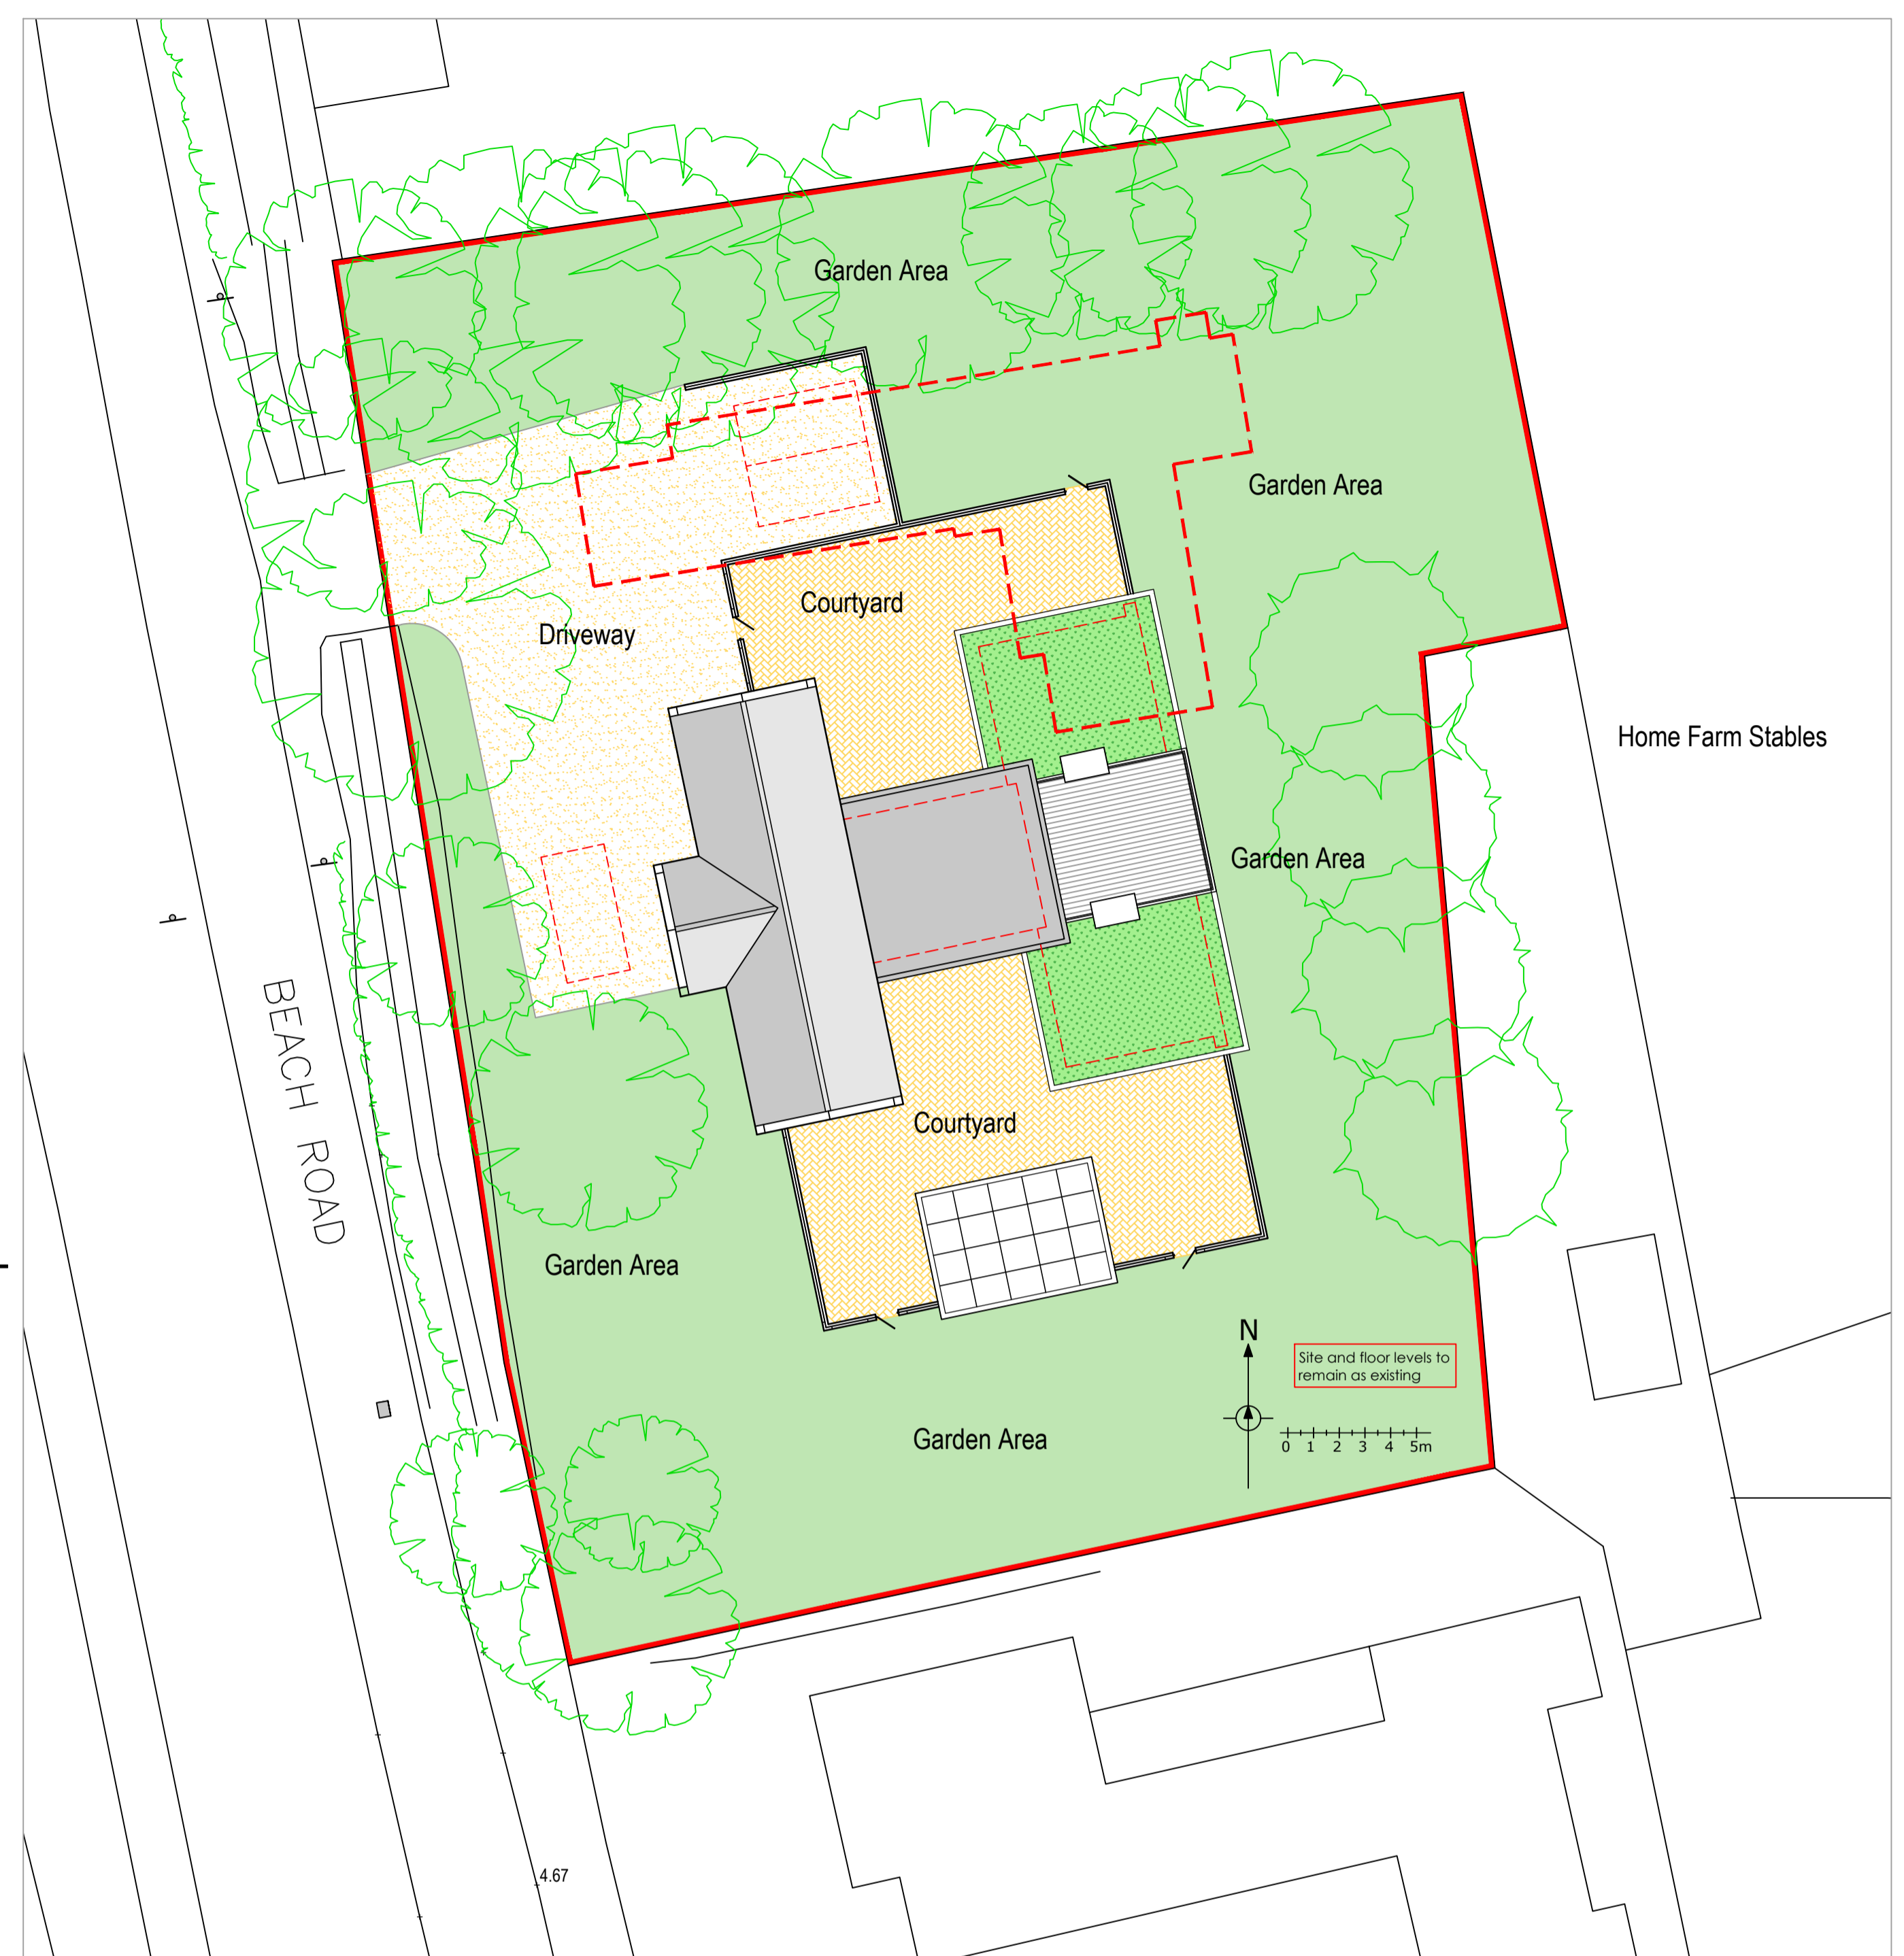 Garden Area
Garden Area
Courtyard
Driveway
Home Farm Stables
Garden Area
BEACH ROAD
Courtyard
Garden Area
N
Site and floor levels to
remain as existing
Garden Area
0 1 2 3 4 5m
4.67